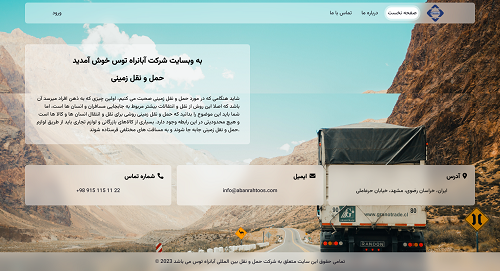 صفحه نخست
درباره ما
تماس با ما
ورود
به وبسایت شرکت آبانراه توس خوش آمدید
حمل و نقل زمینی
شاید هنگامی که در مورد حمل و نقل زمینی صحبت می کنیم، اولین چیزی که به ذهن افراد میرسد آن
باشد که اصلا این روش از نقل و انتقالات بیشتر مربوط به جابجایی مسافران و انسان ها است، اما
شما باید این موضوع را بدانید که حمل و نقل زمینی روشی برای نقل و انتقال انسان ها و کالا ها است
و هیچ محدودیتی در این رابطه وجود دارد، بسیاری از کالاهای بازرگانی و لوازم تجاری باید از طریق لوازم
حمل و نقل زمینی جابه جا شوند و به مسافت های مختلفی فرستاده شوند.
آدرس
ایران، خراسان رضوی، مشهد، خیابان خرمشاهی
ایمیل
info@abanrahtoos.com
شماره تماس
+98 915 115 11 22
www.granotrade.cl
80
RANDON
تمامی حقوق این سایت متعلق به شرکت حمل و نقل بین المللی آبانراه توس می باشد 2023 ©